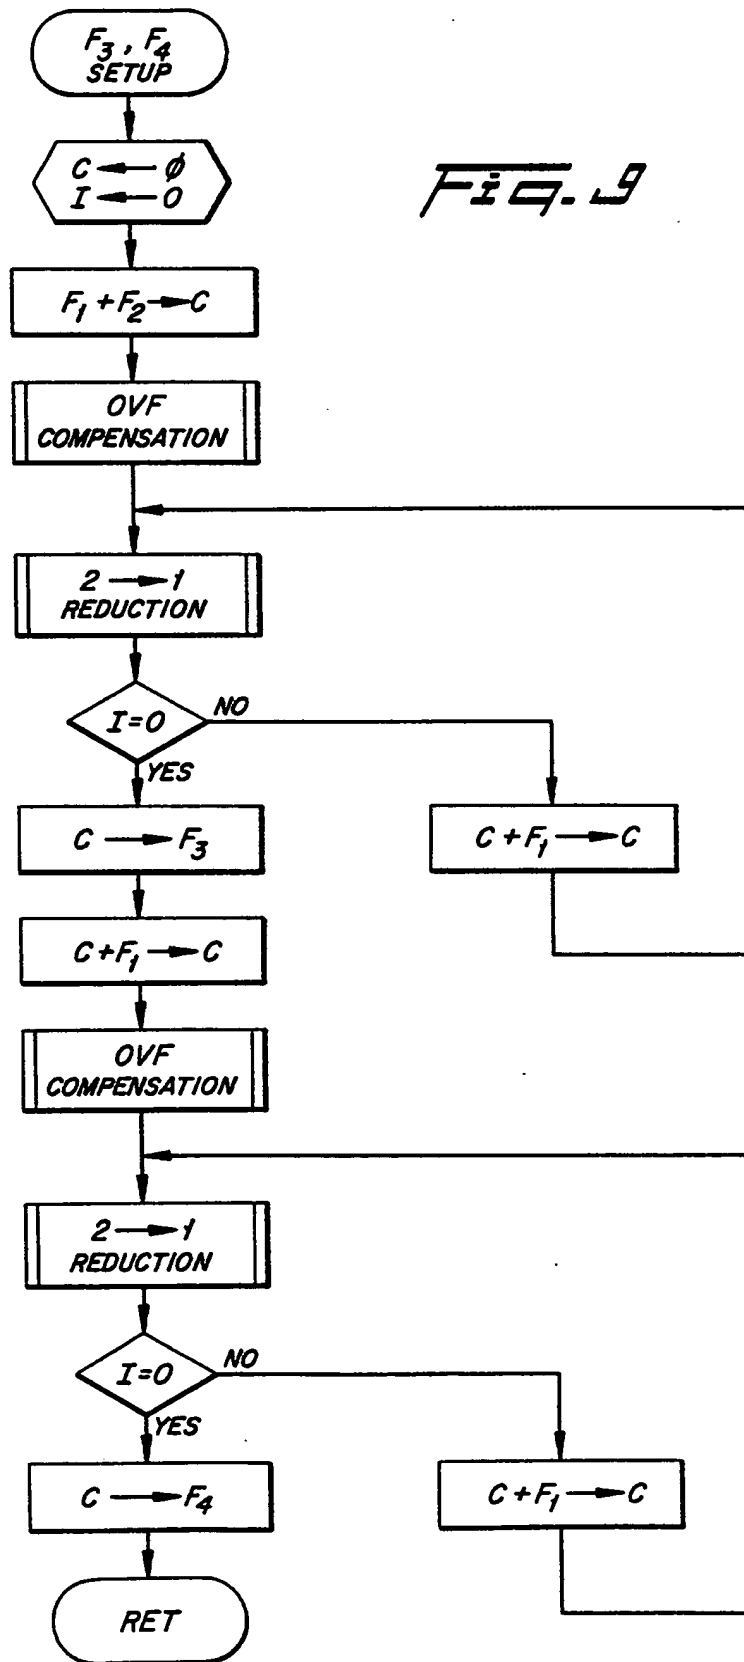 F₃, F₄
SETUP
C ← ∅
I ← 0
Fig. 9
F₁ + F₂ → C
OVF
COMPENSATION
2 → 1
REDUCTION
I=0
NO
YES
C → F₃
C + F₁ → C
C+F₁ → C
OVF
COMPENSATION
2 → 1
REDUCTION
I=0
NO
YES
C → F₄
C + F₁ → C
RET